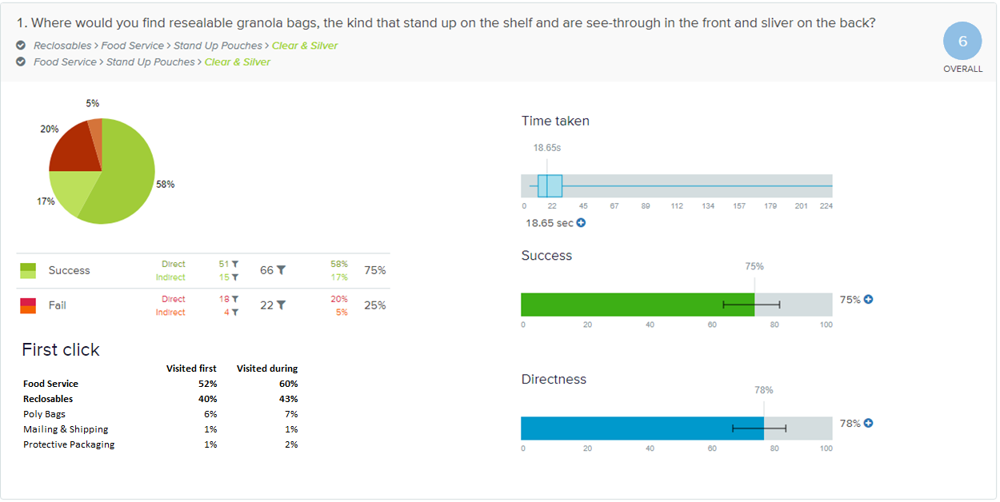 1. Where would you find resealable granola bags, the kind that stand up on the shelf and are see-through in the front and sliver on the back?
Reclosables > Food Service > Stand Up Pouches > Clear & Silver
Food Service > Stand Up Pouches > Clear & Silver
6
OVERALL
5%
20%
58%
17%
Success Direct 51 66 58% 75%
Indirect 15 17%
Fail Direct 18 22 20% 25%
Indirect 4 5%
First click
Visited first Visited during
Food Service 52% 60%
Reclosables 40% 43%
Poly Bags 6% 7%
Mailing & Shipping 1% 1%
Protective Packaging 1% 2%
Time taken
18.65s
0 22 45 67 89 112 134 157 179 201 224
18.65 sec
Success
75%
75%
0 20 40 60 80 100
Directness
78%
78%
0 20 40 60 80 100